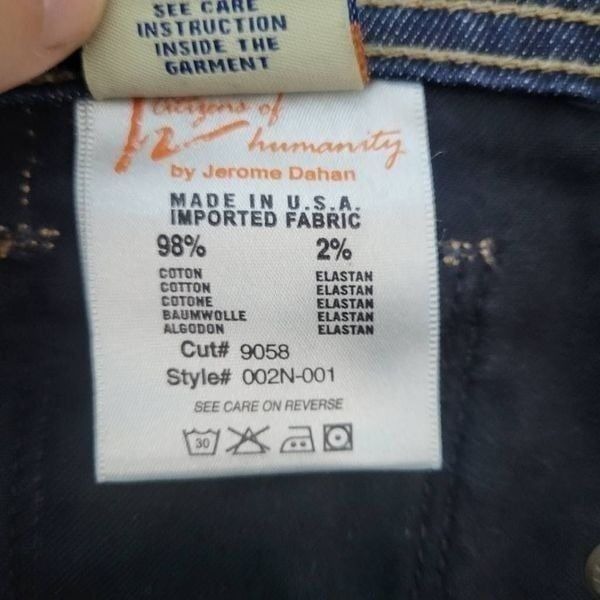 SEE CARE
INSTRUCTION
INSIDE THE
GARMENT
Citizens of
humanity
by Jerome Dahan
MADE IN U.S.A.
IMPORTED FABRIC
98% 2%
COTON ELASTAN
COTTON ELASTAN
COTONE ELASTAN
BAUMWOLLE ELASTAN
ALGODON ELASTAN
Cut# 9058
Style# 002N-001
SEE CARE ON REVERSE
30